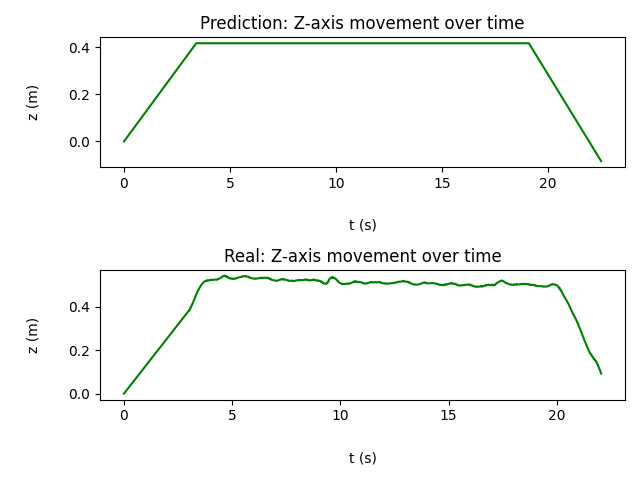 Prediction: Z-axis movement over time
z (m)
0.4
0.2
0.0
0 5 10 15 20
t (s)
Real: Z-axis movement over time
z (m)
0.4
0.2
0.0
0 5 10 15 20
t (s)